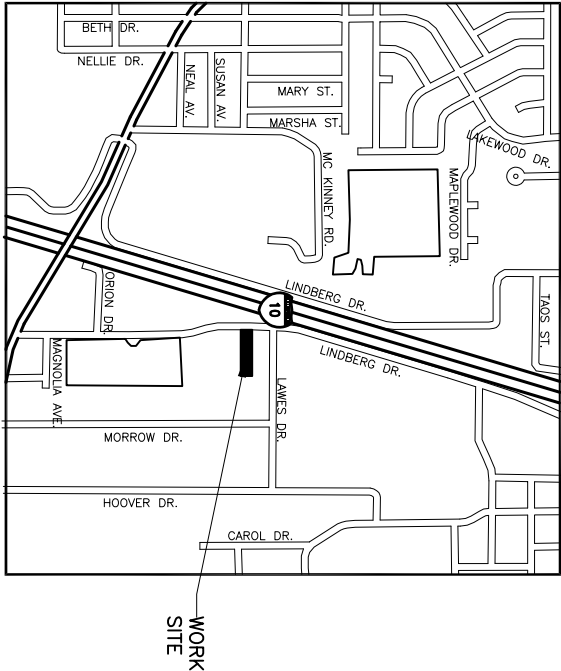 BETH DR.
NELLIE DR.
NEAL AV.
SUSAN AV.
MARY ST.
MARSHA ST.
LAKEWOOD DR.
MC KINNEY RD.
MAPLEWOOD DR.
LINDBERG DR.
TAOS ST.
ORION DR.
10
LINDBERG DR.
MAGNOLIA AVE.
LAWES DR.
MORROW DR.
HOOVER DR.
CAROL DR.
WORK
SITE